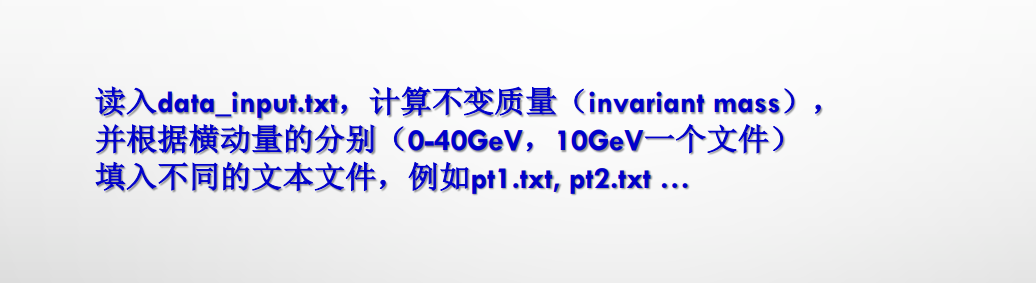 读入data_input.txt，计算不变质量（invariant mass），
并根据横动量的分别（0-40GeV，10GeV一个文件）
填入不同的文本文件，例如pt1.txt, pt2.txt …